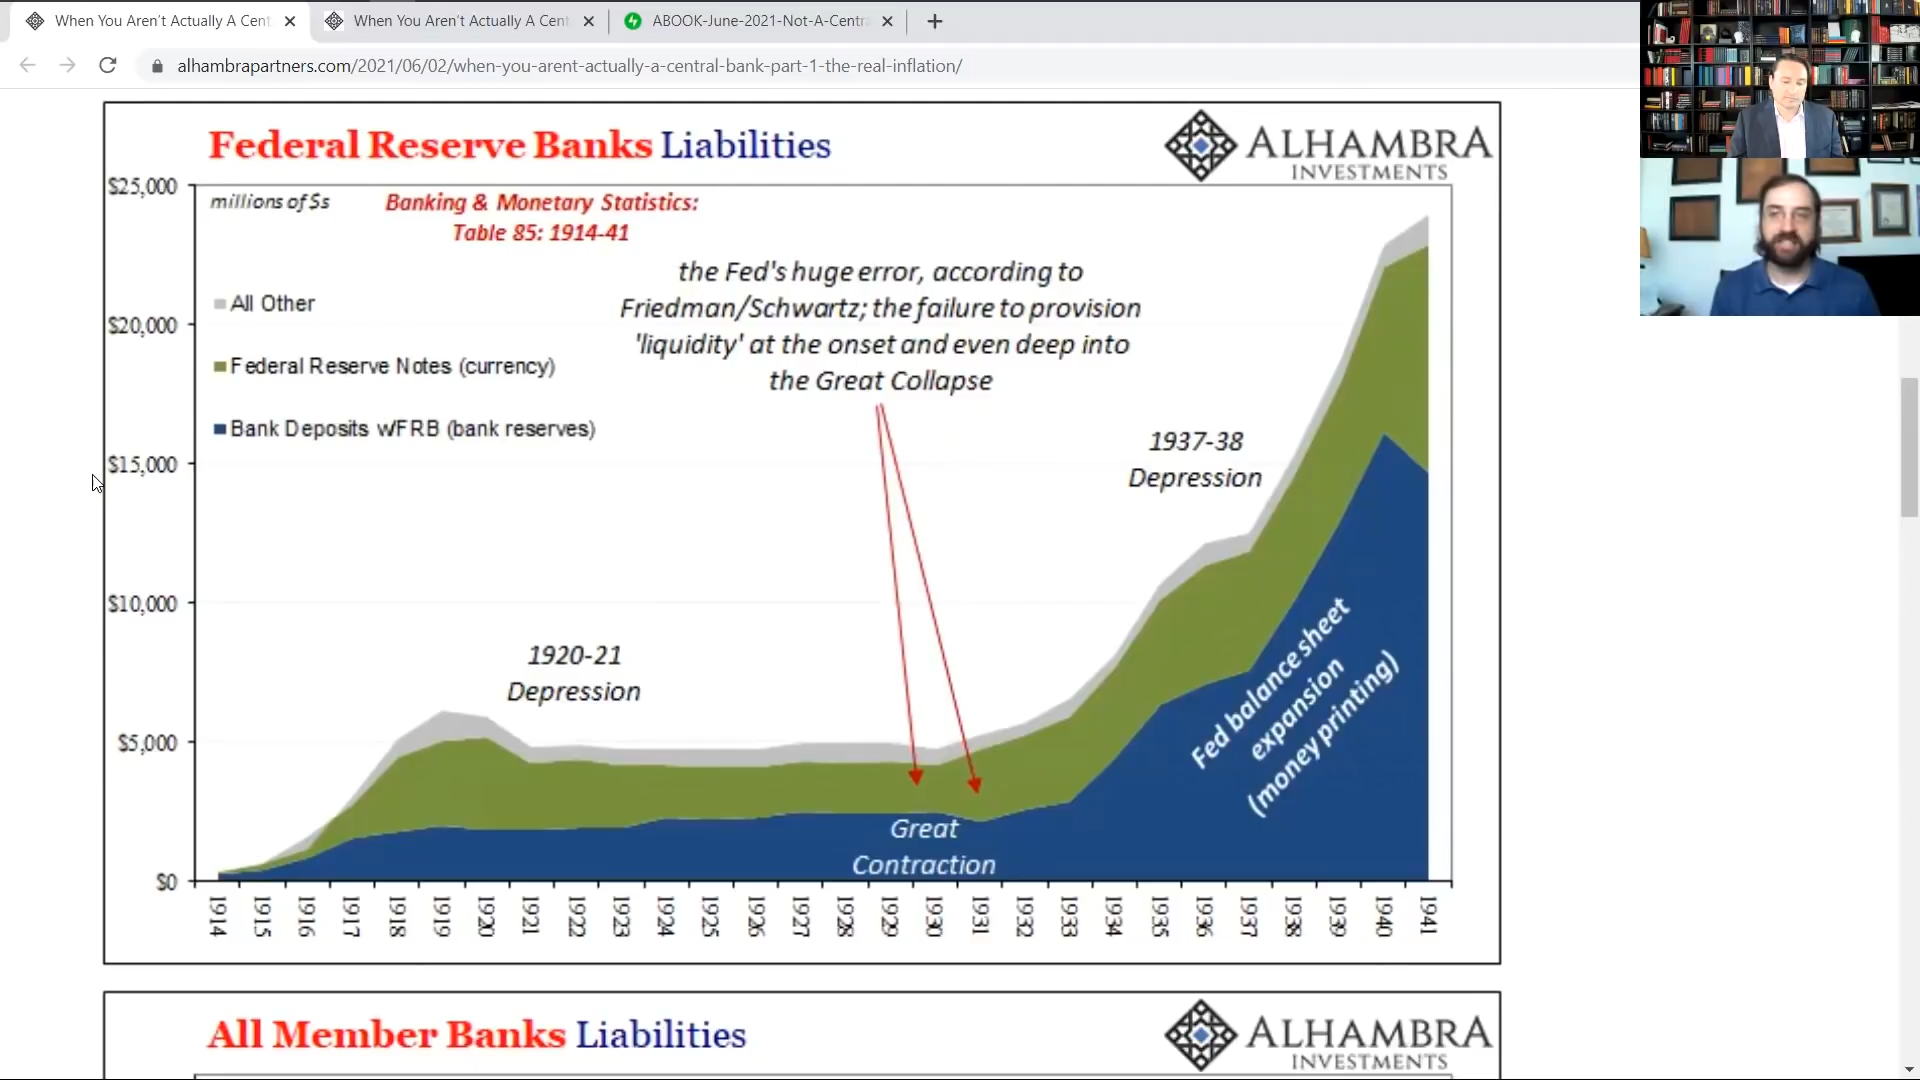 When You Aren't Actually A Cent
When You Aren't Actually A Cent
ABOOK-June-2021-Not-A-Centra
alhambrapartners.com/2021/06/02/when-you-arent-actually-a-central-bank-part-1-the-real-inflation/
Federal Reserve Banks Liabilities
ALHAMBRA
INVESTMENTS
$25,000
millions of $s
Banking & Monetary Statistics:
Table 85: 1914-41
the Fed's huge error, according to
Friedman/Schwartz; the failure to provision
'liquidity' at the onset and even deep into
the Great Collapse
All Other
$20,000
Federal Reserve Notes (currency)
Bank Deposits w/FRB (bank reserves)
1937-38
Depression
$15,000
$10,000
Fed balance sheet
expansion
(money printing)
1920-21
Depression
$5,000
Great
Contraction
$0
1914
1915
1916
1917
1918
1919
1920
1921
1922
1923
1924
1925
1926
1927
1928
1929
1930
1931
1932
1933
1934
1935
1936
1937
1938
1939
1940
1941
All Member Banks Liabilities
ALHAMBRA
INVESTMENTS